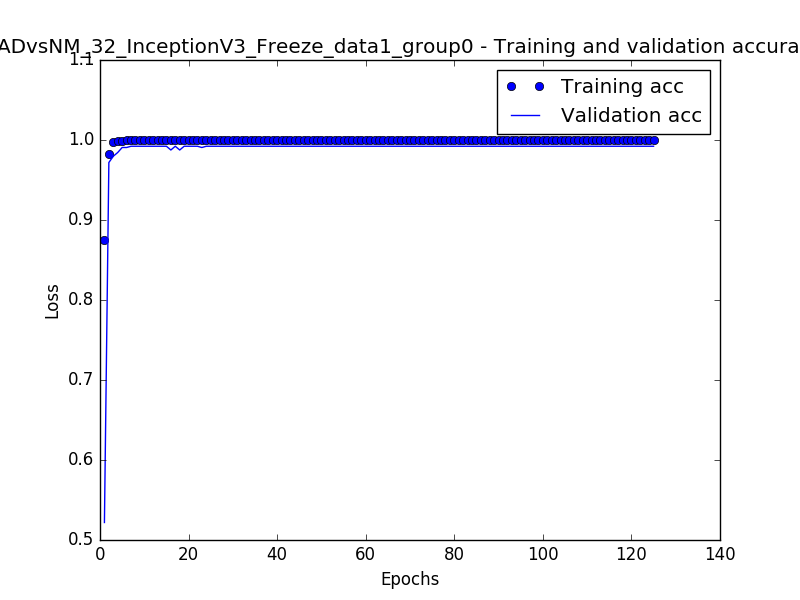 ADvsNM_32_InceptionV3_Freeze_data1_group0 - Training and validation accura
1.1
Training acc
Validation acc
1.0
0.9
0.8
0.7
0.6
0.5
Loss
0 20 40 60 80 100 120 140
Epochs